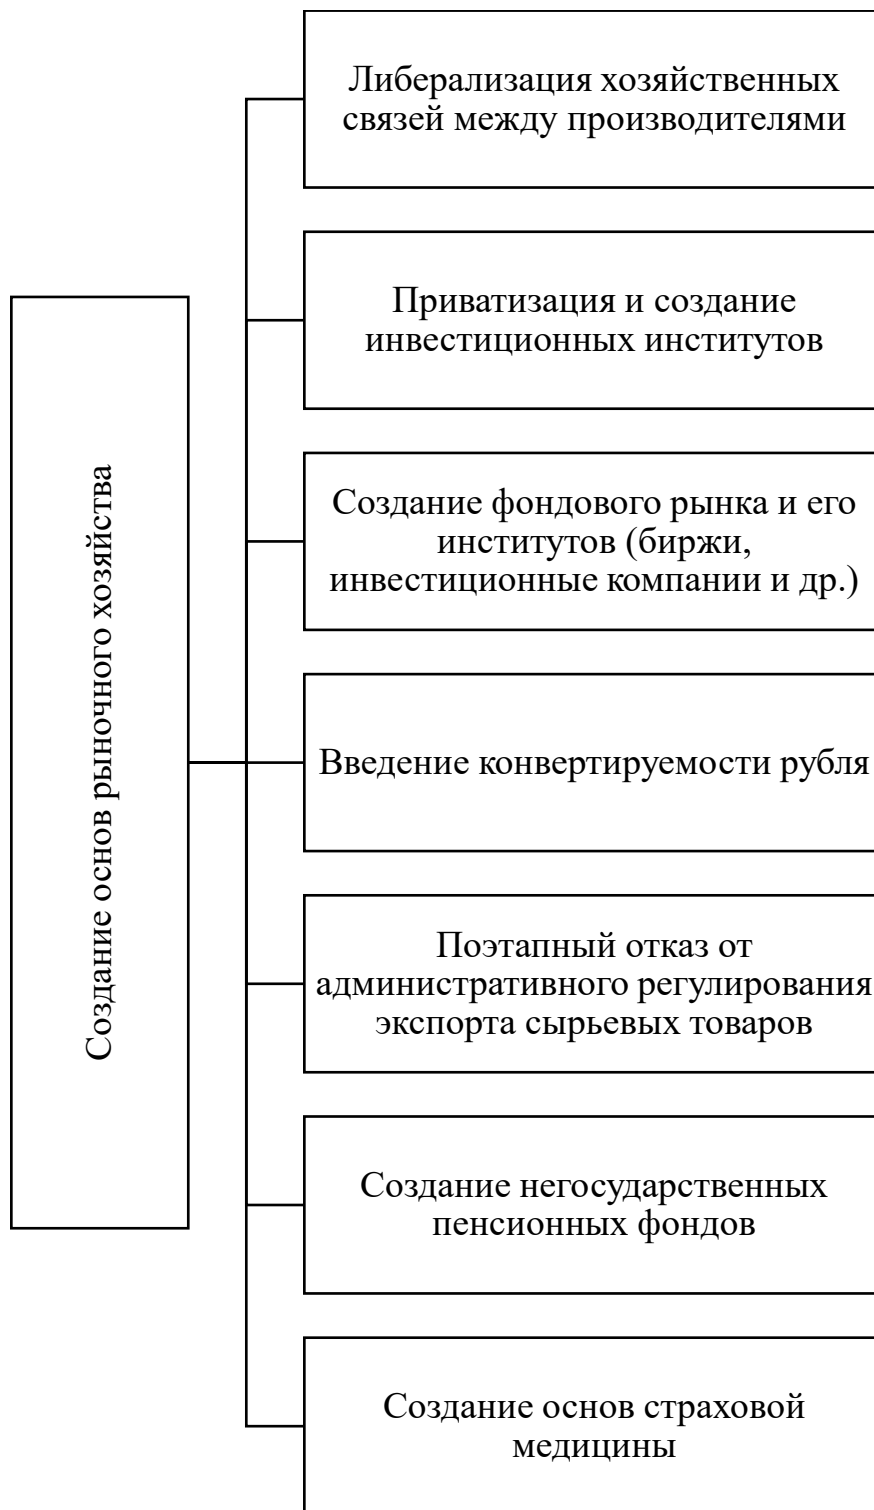 Создание основ рыночного хозяйства
Либерализация хозяйственных
связей между производителями
Приватизация и создание
инвестиционных институтов
Создание фондового рынка и его
институтов (биржи,
инвестиционные компании и др.)
Введение конвертируемости рубля
Поэтапный отказ от
административного регулирования
экспорта сырьевых товаров
Создание негосударственных
пенсионных фондов
Создание основ страховой
медицины